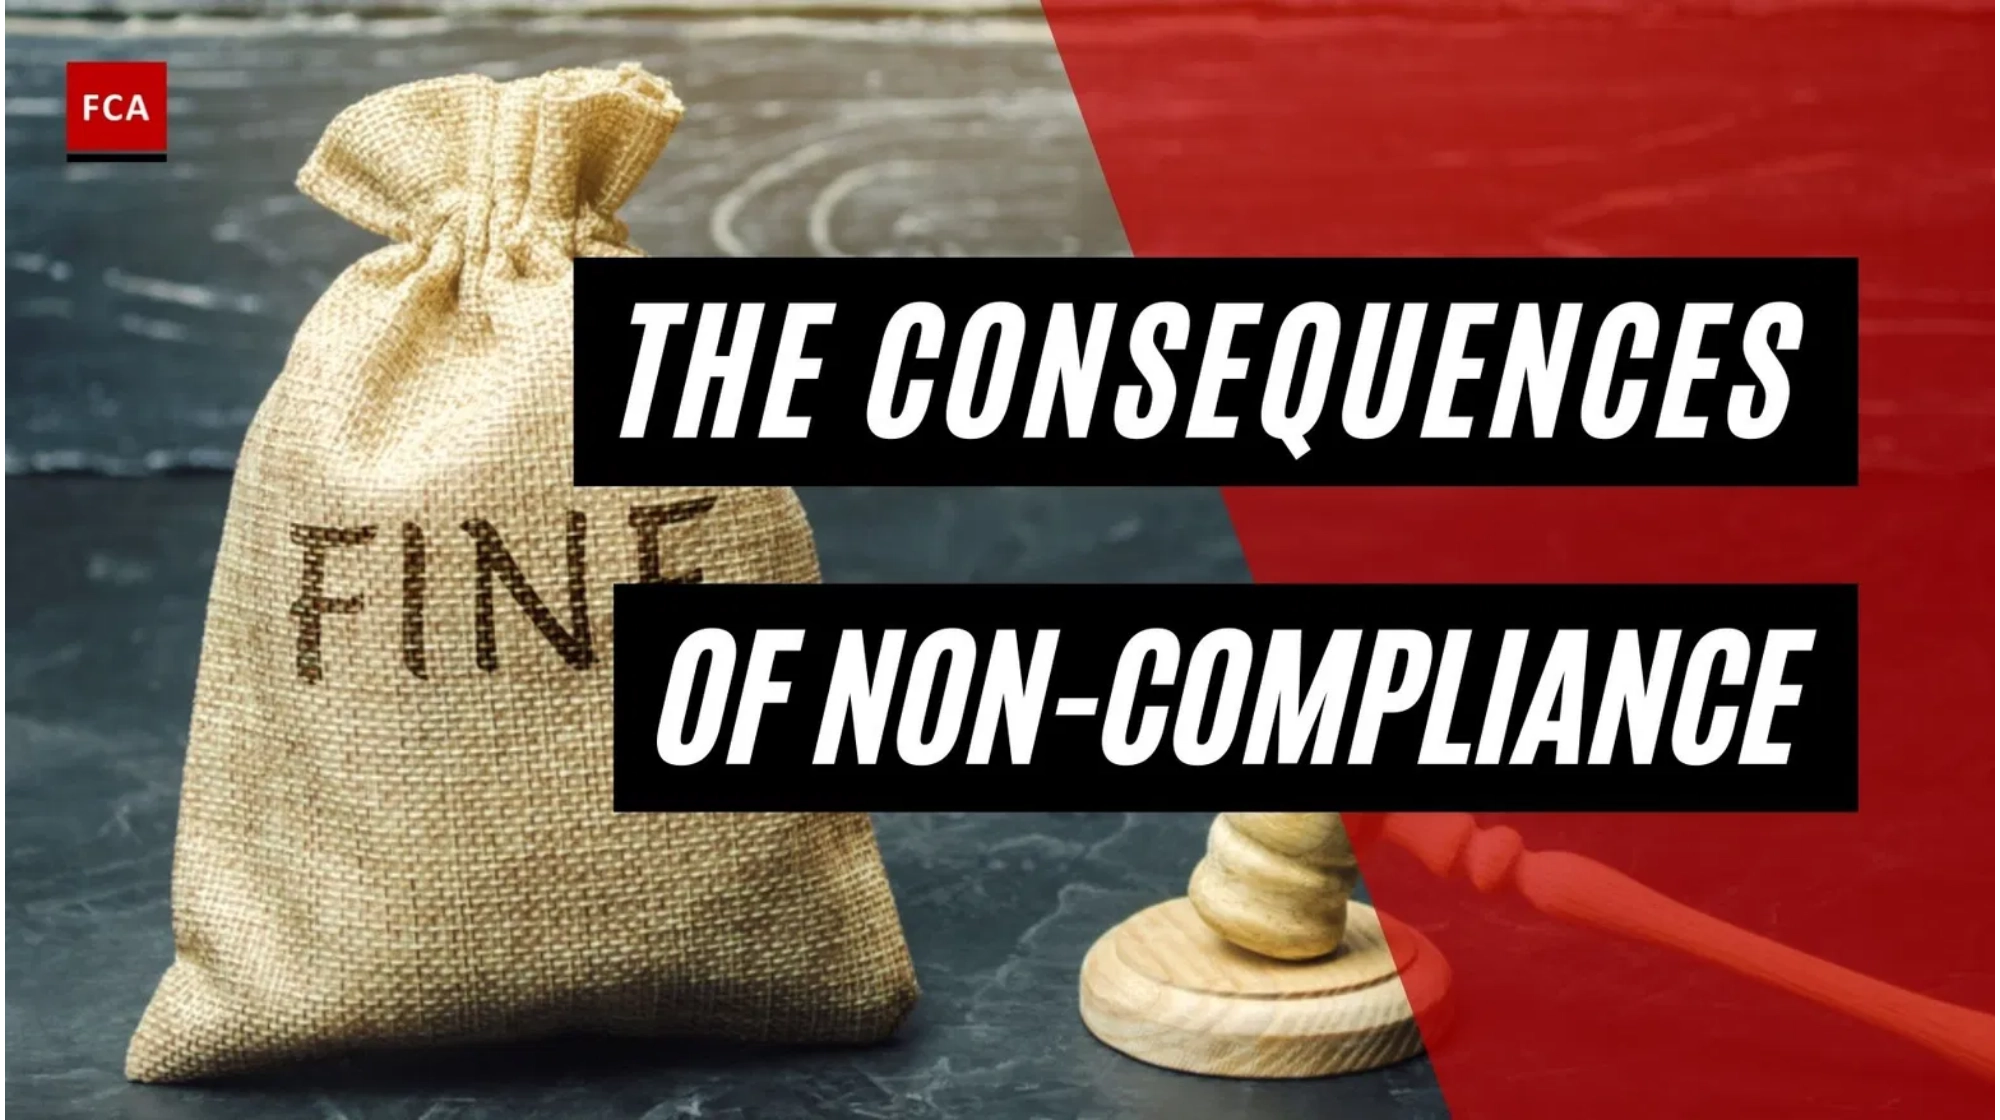 FCA
THE CONSEQUENCES
FINE
OF NON-COMPLIANCE